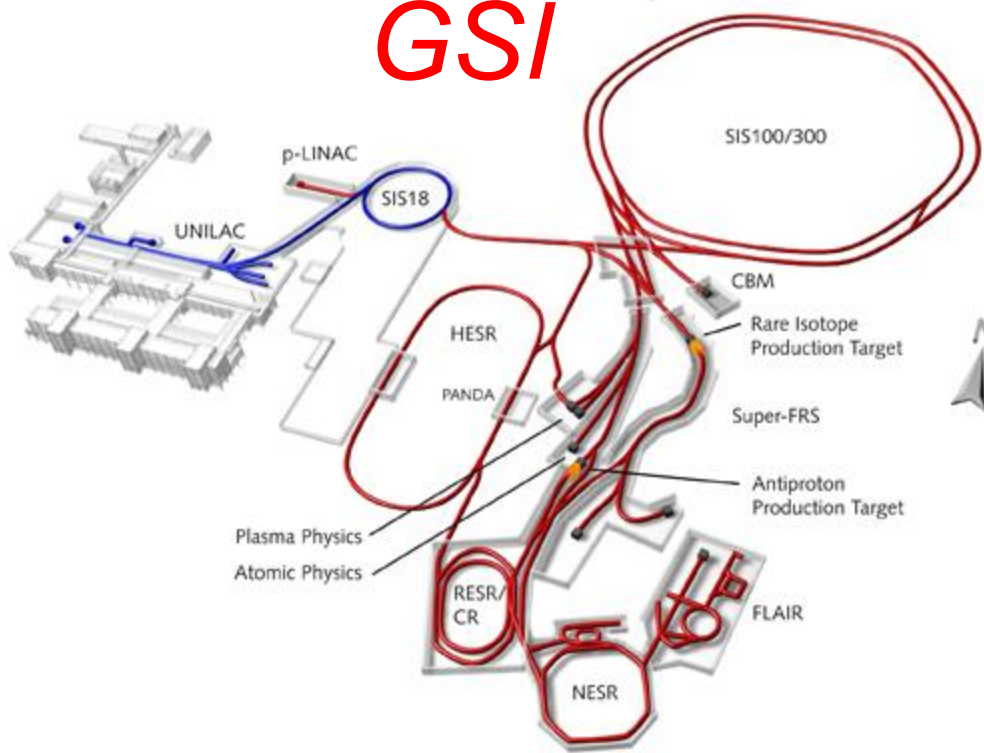 GSI
SIS100/300
p-LINAC
SIS18
UNILAC
CBM
HESR
Rare Isotope
Production Target
PANDA
Super-FRS
Antiproton
Production Target
Plasma Physics
Atomic Physics
RESR/
CR
FLAIR
NESR